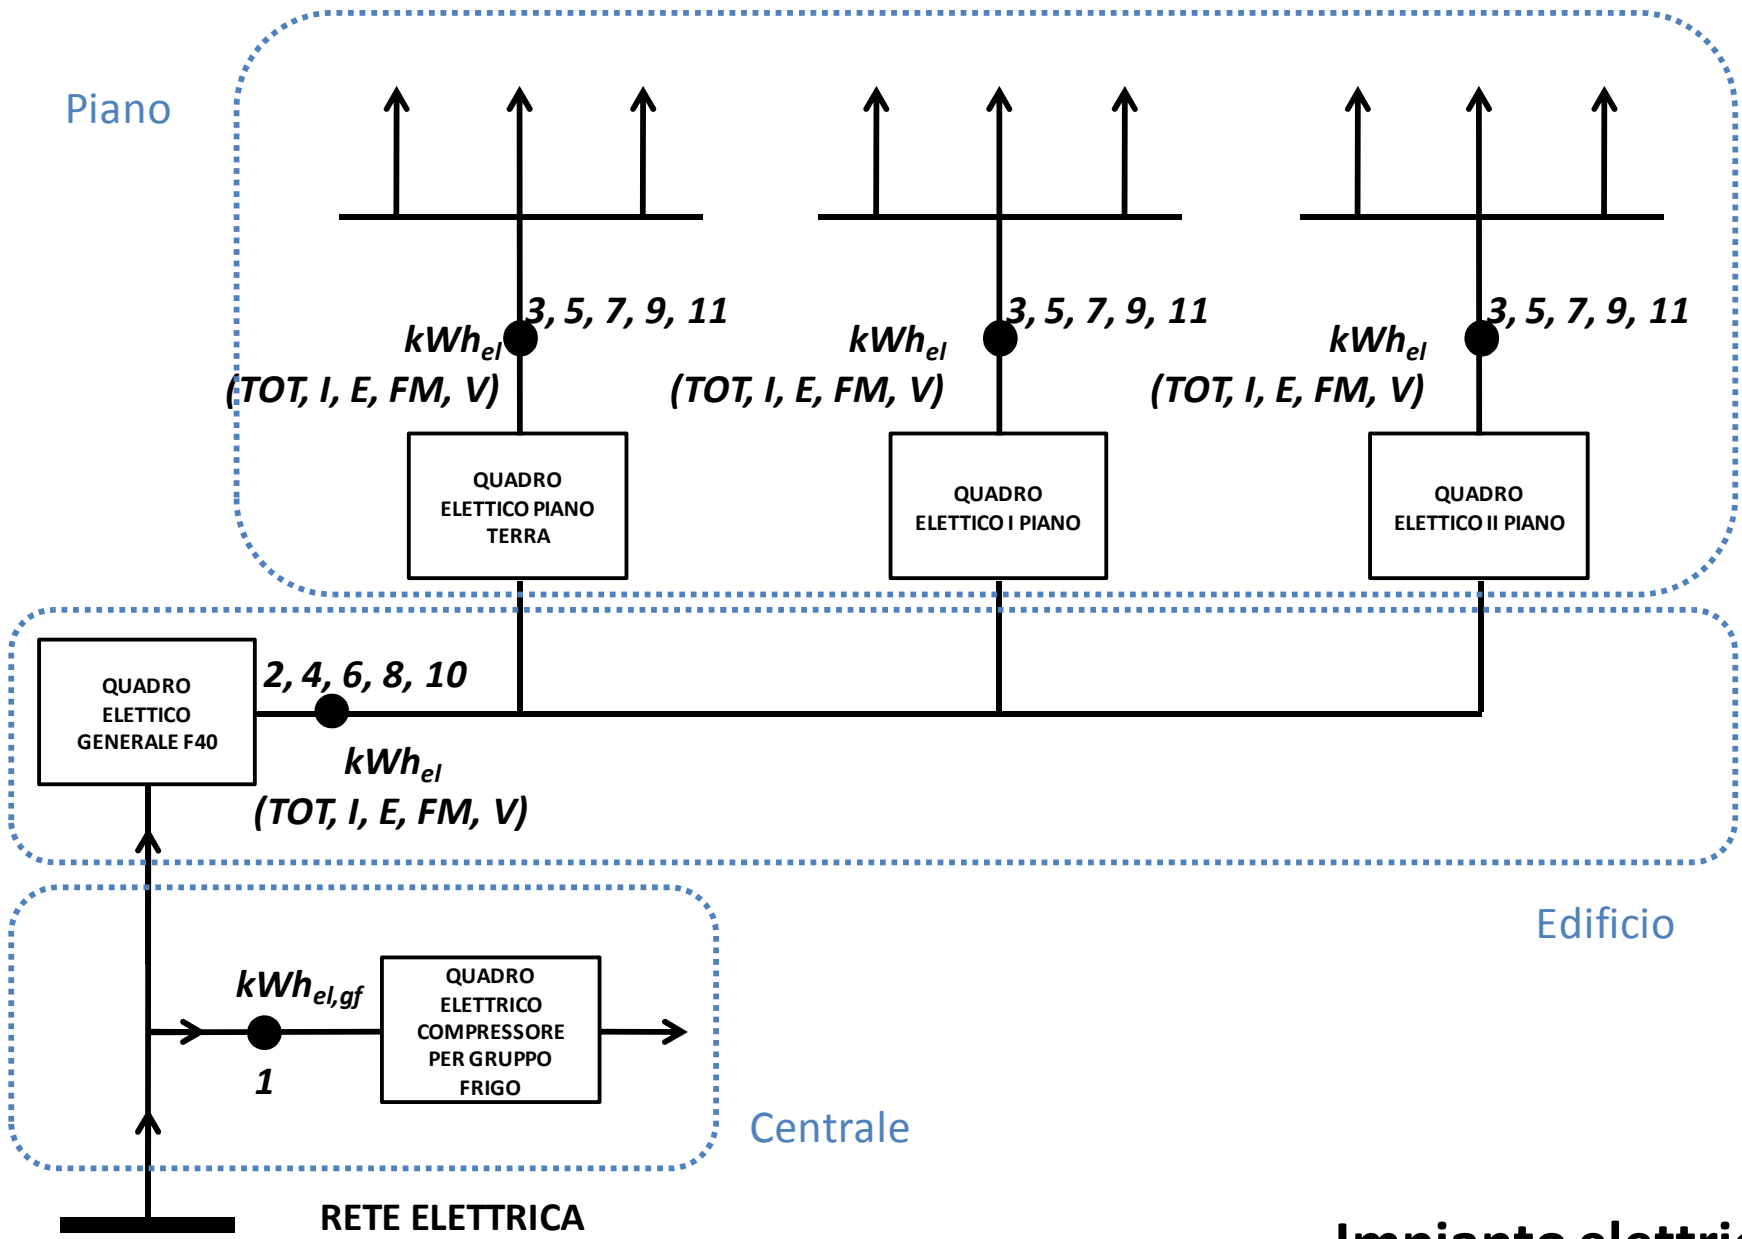 Piano
3, 5, 7, 9, 11
kWhel
(TOT, I, E, FM, V)
3, 5, 7, 9, 11
kWhel
(TOT, I, E, FM, V)
3, 5, 7, 9, 11
kWhel
(TOT, I, E, FM, V)
QUADRO
ELETTICO PIANO
TERRA
QUADRO
ELETTICO I PIANO
QUADRO
ELETTICO II PIANO
QUADRO
ELETTICO
GENERALE F40
2, 4, 6, 8, 10
kWhel
(TOT, I, E, FM, V)
Edificio
kWhel,gf
1
QUADRO
ELETTRICO
COMPRESSORE
PER GRUPPO
FRIGO
Centrale
RETE ELETTRICA
Impianto